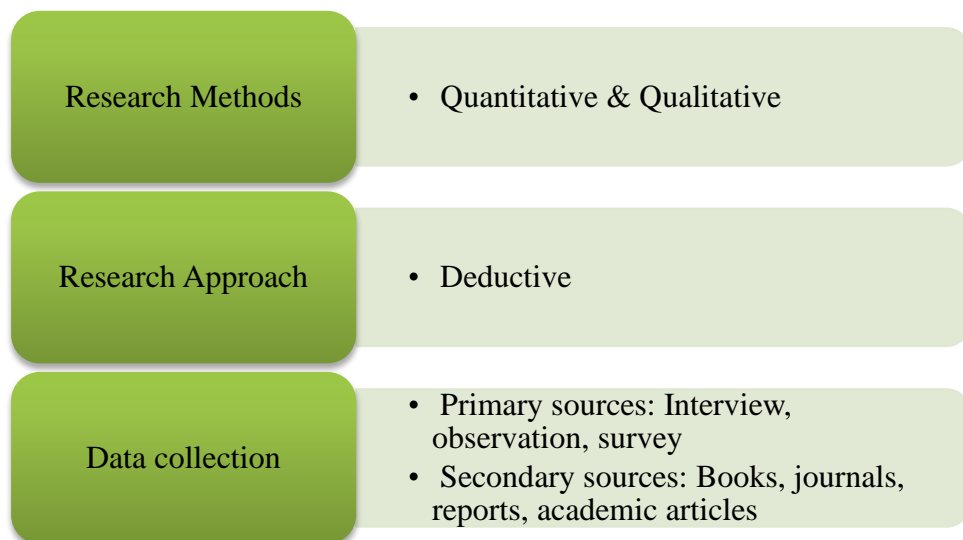 Research Methods
• Quantitative & Qualitative
Research Approach
• Deductive
Data collection
• Primary sources: Interview,
observation, survey
• Secondary sources: Books, journals,
reports, academic articles